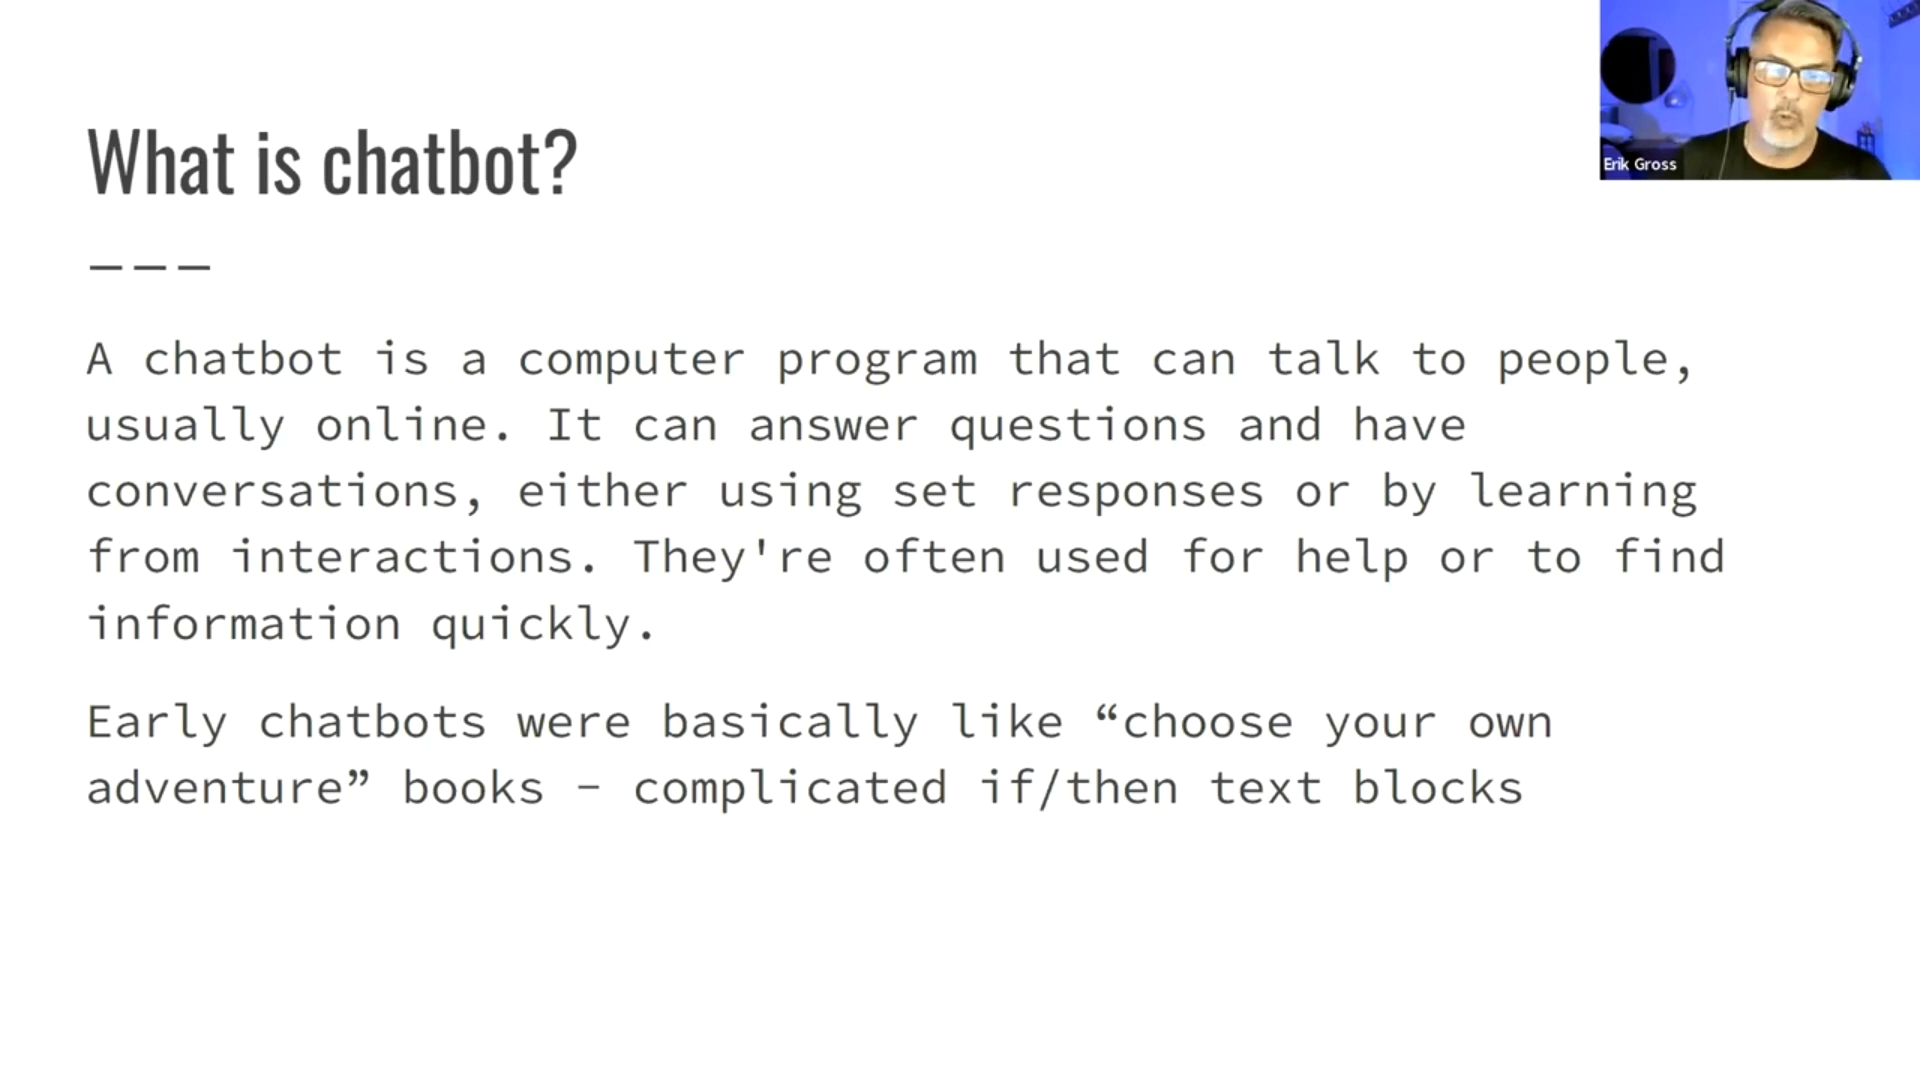 What is chatbot?
———
A chatbot is a computer program that can talk to people,
usually online. It can answer questions and have
conversations, either using set responses or by learning
from interactions. They're often used for help or to find
information quickly.
Early chatbots were basically like “choose your own
adventure” books - complicated if/then text blocks
Erik Gross